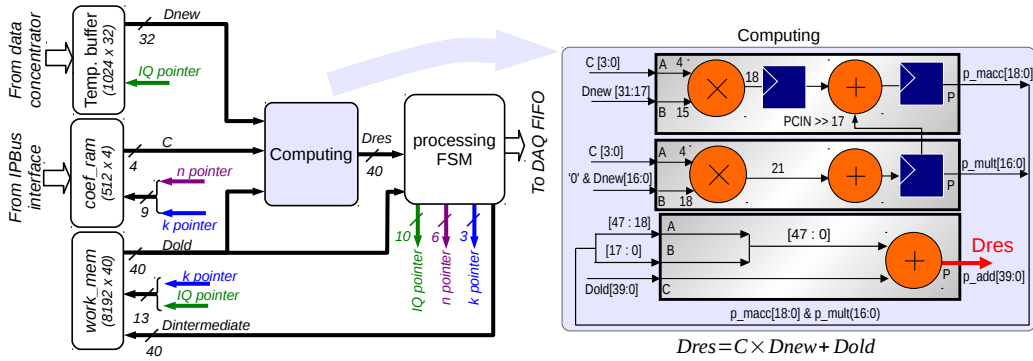 From data
concentrator
Temp. buffer
(1024 x 32)
Dnew
32
IQ pointer
From IPBus
interface
coef_ram
(512 x 4)
C
4
n pointer
9
k pointer
work_mem
(8192 x 40)
Dold
40
k pointer
IQ pointer
13
Dintermediate
40
Computing
Dres
40
processing
FSM
10
6
3
IQ pointer
n pointer
k pointer
To DAQ FIFO
Computing
C [3:0]
A
4
18
Dnew [31:17]
B
15
PCIN >> 17
P
p_macc[18:0]
C [3:0]
A
4
21
'0' & Dnew[16:0]
B
18
P
p_mult[16:0]
[47 : 18]
A
[17 : 0]
B
[47 : 0]
Dold[39:0]
C
P
Dres
p_add[39:0]
p_macc[18:0] & p_mult(16:0)
Dres=C×Dnew+Dold